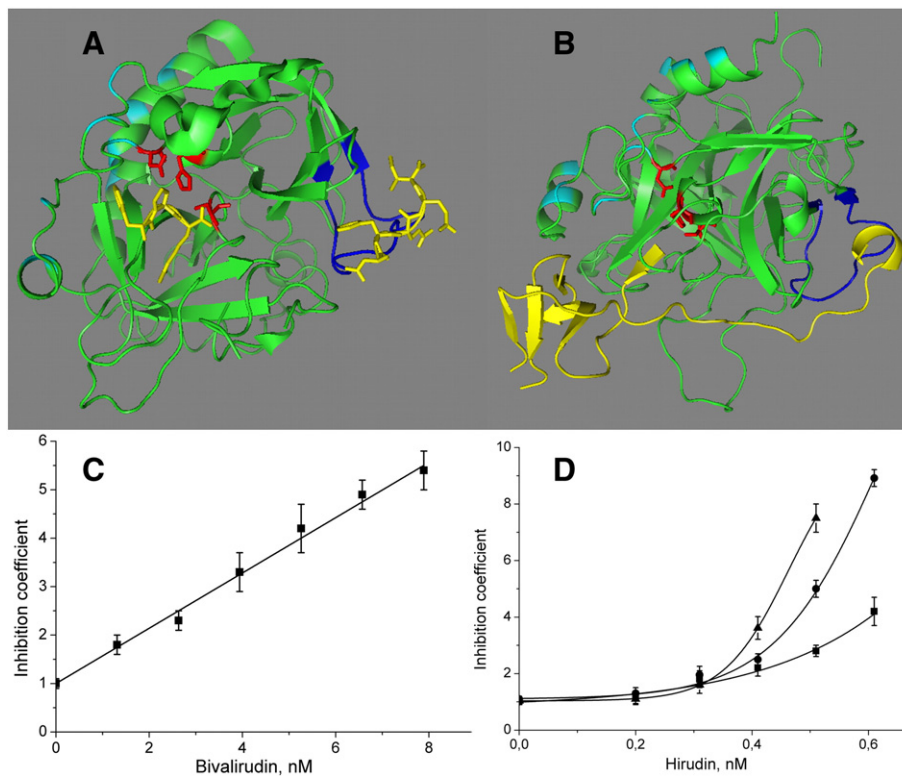 A
B
C
6
5
4
3
2
1
0
0
2
4
6
8
Inhibition coefficient
Bivalirudin, nM
D
10
8
6
4
2
0
0,0
0,2
0,4
0,6
Inhibition coefficient
Hirudin, nM